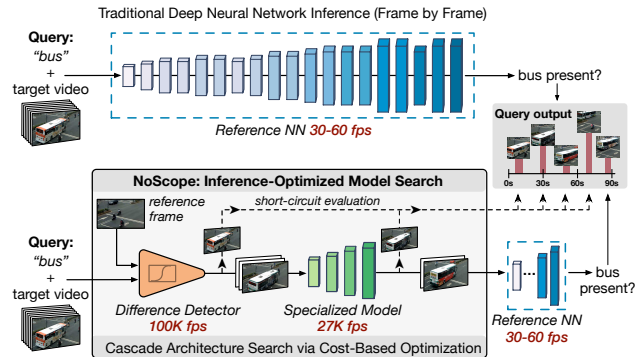 Traditional Deep Neural Network Inference (Frame by Frame)
Query:
"bus"
+
target video
Reference NN 30-60 fps
bus present?
Query output
0s 30s 60s 90s
NoScope: Inference-Optimized Model Search
reference
frame
short-circuit evaluation
Query:
"bus"
+
target video
Difference Detector
100K fps
Specialized Model
27K fps
bus
present?
Reference NN
30-60 fps
Cascade Architecture Search via Cost-Based Optimization